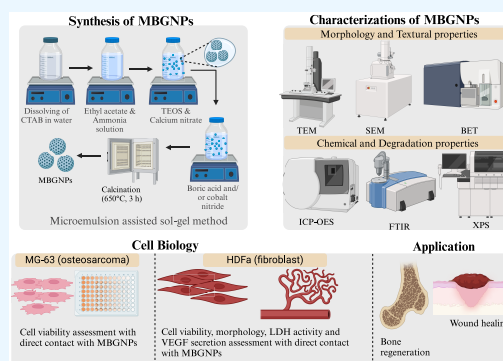 Synthesis of MBGNPs
Dissolving of
CTAB in water
Ethyl acetate &
Ammonia
solution
TEOS &
Calcium nitrate
Boric acid and/
or cobalt
nitride
Calcination
(650°C, 3 h)
MBGNPs
Microemulsion assisted sol-gel method
Characterizations of MBGNPs
Morphology and Textural properties
TEM
SEM
BET
Chemical and Degradation properties
ICP-OES
FTIR
XPS
Cell Biology
MG-63 (osteosarcoma)
Cell viability assessment with
direct contact with MBGNPs
HDFa (fibroblast)
Cell viability, morphology, LDH activity and
VEGF secretion assessment with direct contact
with MBGNPs
Application
Bone
regeneration
Wound healin